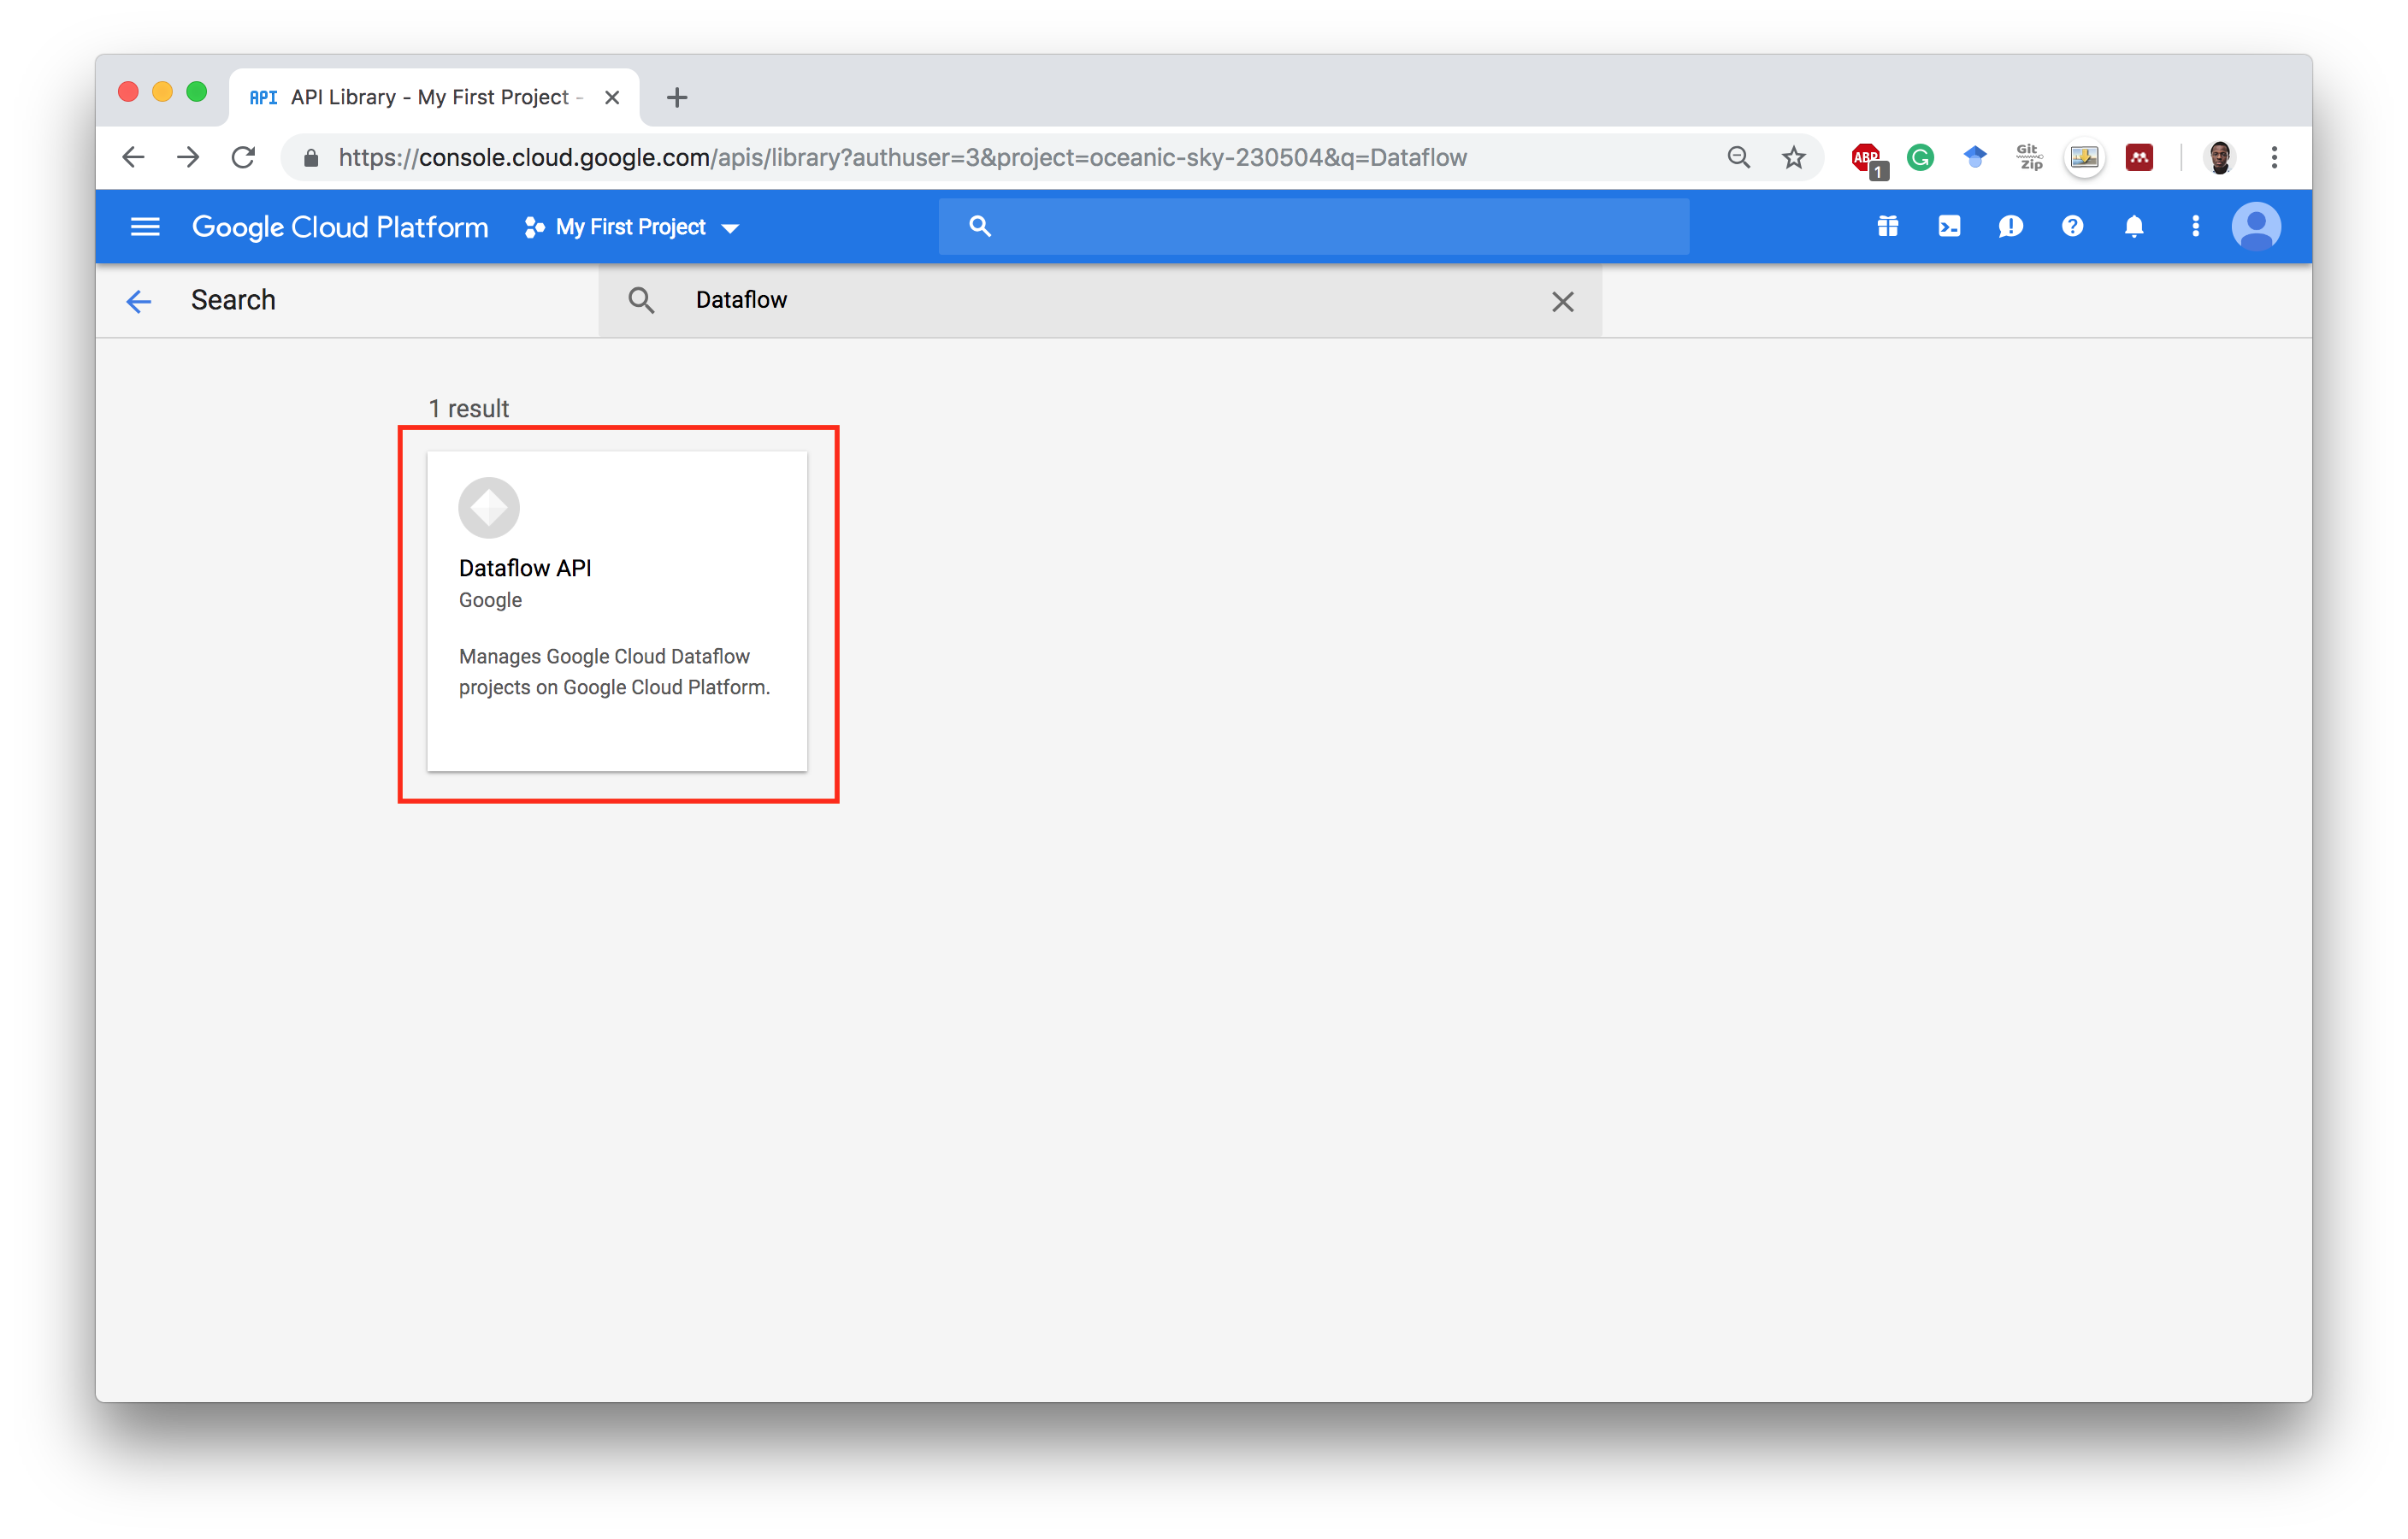 API API Library - My First Project -
https://console.cloud.google.com/apis/library?authuser=3&project=oceanic-sky-230504&q=Dataflow
ABP 1 G Git Zip
Google Cloud Platform My First Project
Search Dataflow
1 result
Dataflow API
Google
Manages Google Cloud Dataflow
projects on Google Cloud Platform.